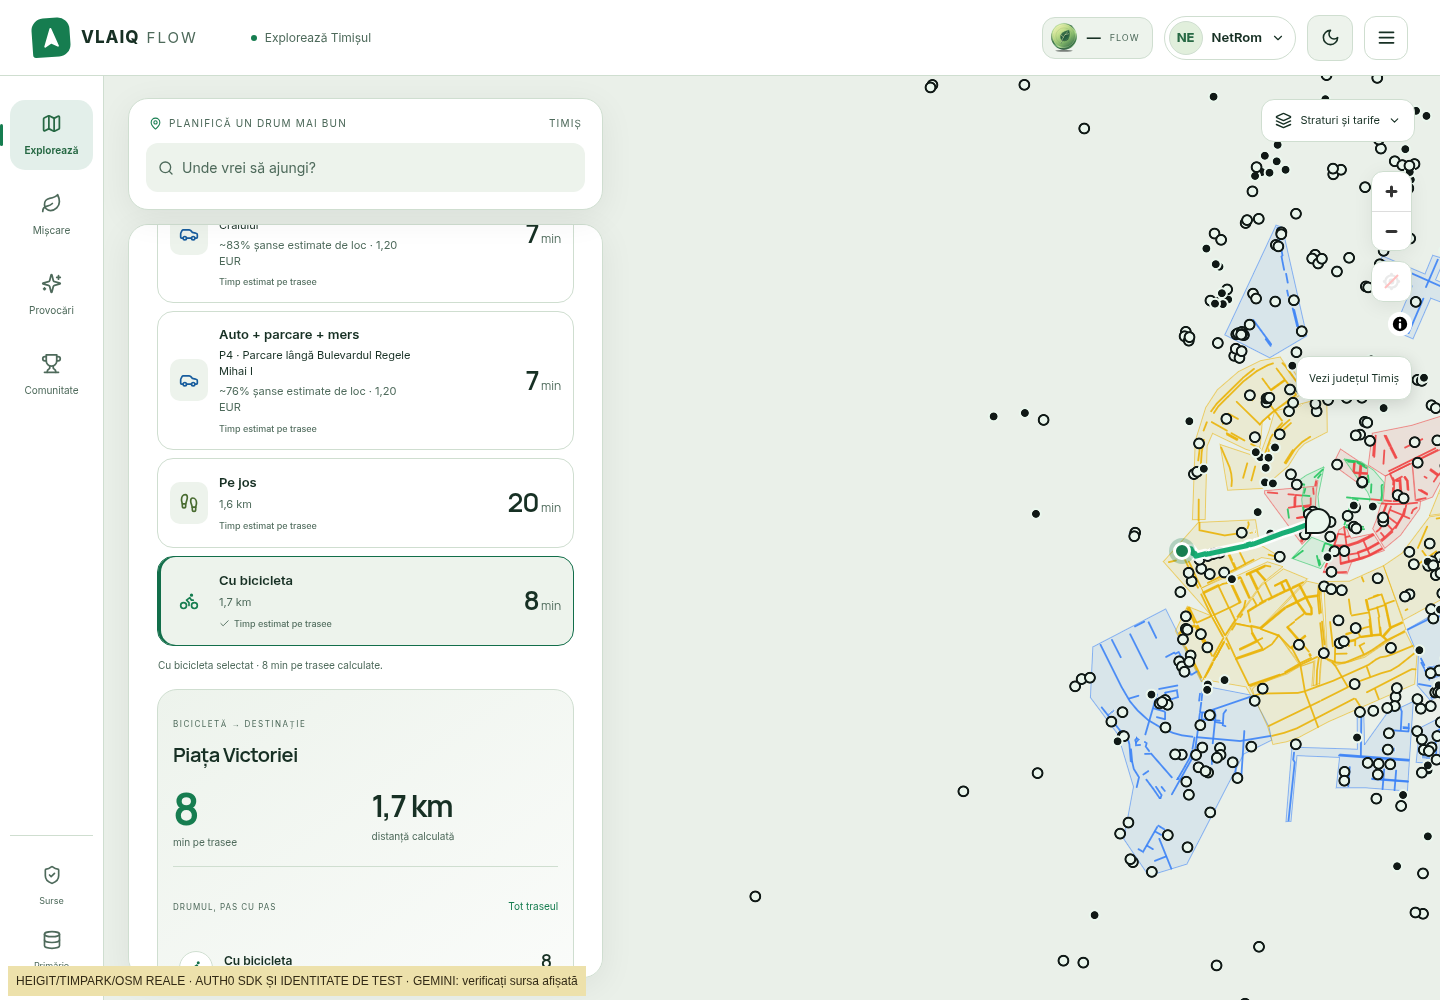 VLAIQ FLOW
Explorează Timișul
— FLOW
NE NetRom
Explorează
Mișcare
Provocări
Comunitate
Surse
PLANIFICĂ UN DRUM MAI BUN
TIMIȘ
Unde vrei să ajungi?
~83% șanse estimate de loc · 1,20
EUR
Timp estimat pe trasee
7 min
Auto + parcare + mers
P4 · Parcare lângă Bulevardul Regele
Mihai I
~76% șanse estimate de loc · 1,20
EUR
Timp estimat pe trasee
7 min
Pe jos
1,6 km
Timp estimat pe trasee
20 min
Cu bicicleta
1,7 km
Timp estimat pe trasee
8 min
Cu bicicleta selectat · 8 min pe trasee calculate.
BICICLETĂ → DESTINAȚIE
Piața Victoriei
8
min pe trasee
1,7 km
distanță calculată
DRUMUL, PAS CU PAS
Tot traseul
Cu bicicleta
8
HEIGIT/TIMPARK/OSM REALE · AUTH0 SDK ȘI IDENTITATE DE TEST · GEMINI: verificați sursa afișată
Straturi și tarife
Vezi județul Timiș